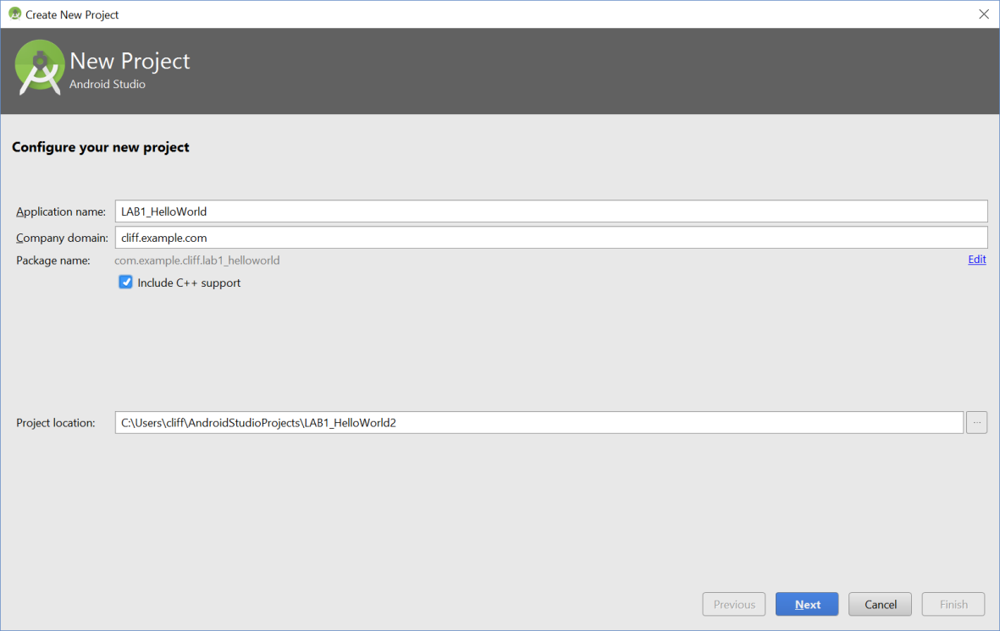 Create New Project
New Project
Android Studio
Configure your new project
Application name: LAB1_HelloWorld
Company domain: cliff.example.com
Package name: com.example.cliff.lab1_helloworld Edit
Include C++ support
Project location: C:\Users\cliff\AndroidStudioProjects\LAB1_HelloWorld2 ...
Previous Next Cancel Finish